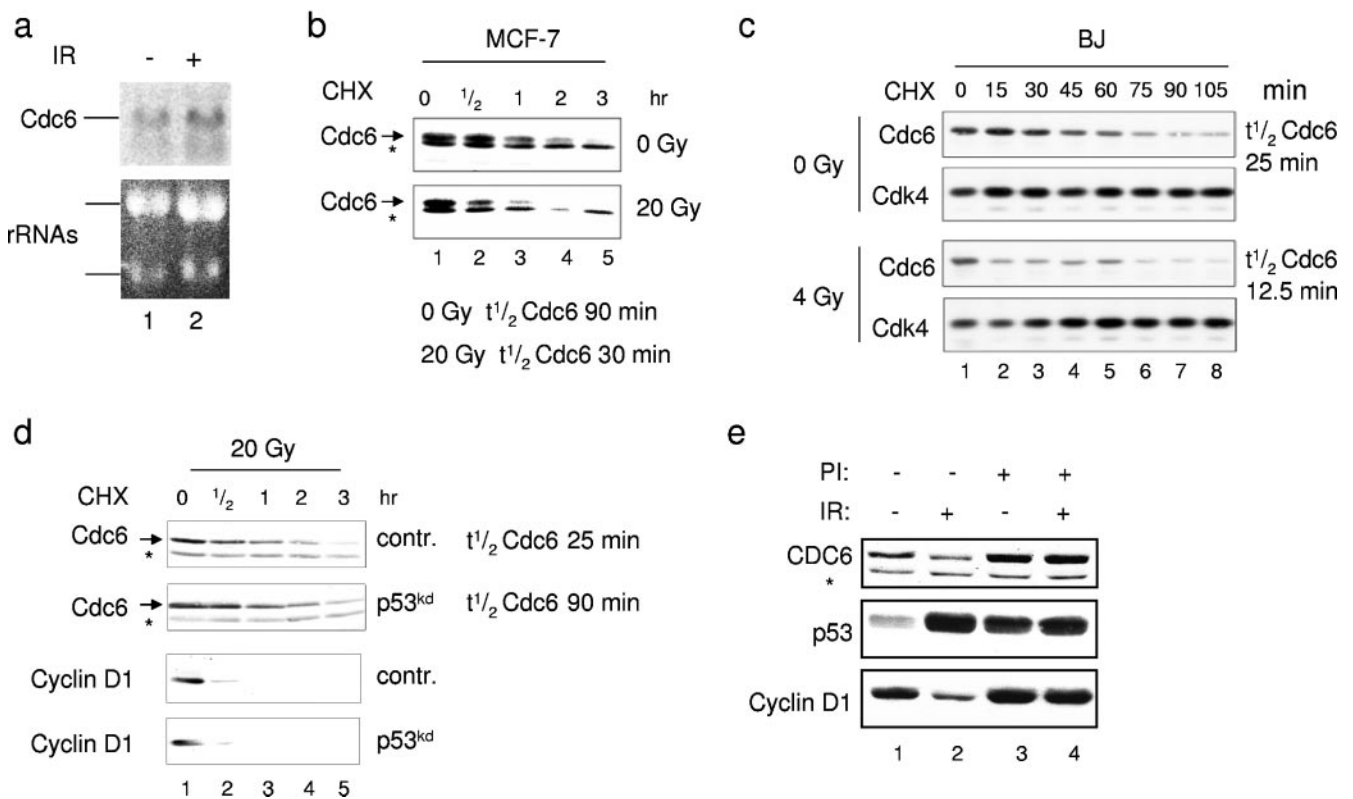 a
IR - +
Cdc6
rRNAs
1 2
b
MCF-7
CHX 0 1/2 1 2 3 hr
Cdc6
*
0 Gy
Cdc6
*
20 Gy
1 2 3 4 5
0 Gy t1/2 Cdc6 90 min
20 Gy t1/2 Cdc6 30 min
c
BJ
CHX 0 15 30 45 60 75 90 105 min
0 Gy
Cdc6
t1/2 Cdc6
25 min
Cdk4
4 Gy
Cdc6
t1/2 Cdc6
12.5 min
Cdk4
1 2 3 4 5 6 7 8
d
20 Gy
CHX 0 1/2 1 2 3 hr
Cdc6 contr. t1/2 Cdc6 25 min
*
Cdc6 p53kd t1/2 Cdc6 90 min
*
Cyclin D1 contr.
Cyclin D1 p53kd
1 2 3 4 5
e
PI: - - + +
IR: - + - +
CDC6
*
p53
Cyclin D1
1 2 3 4